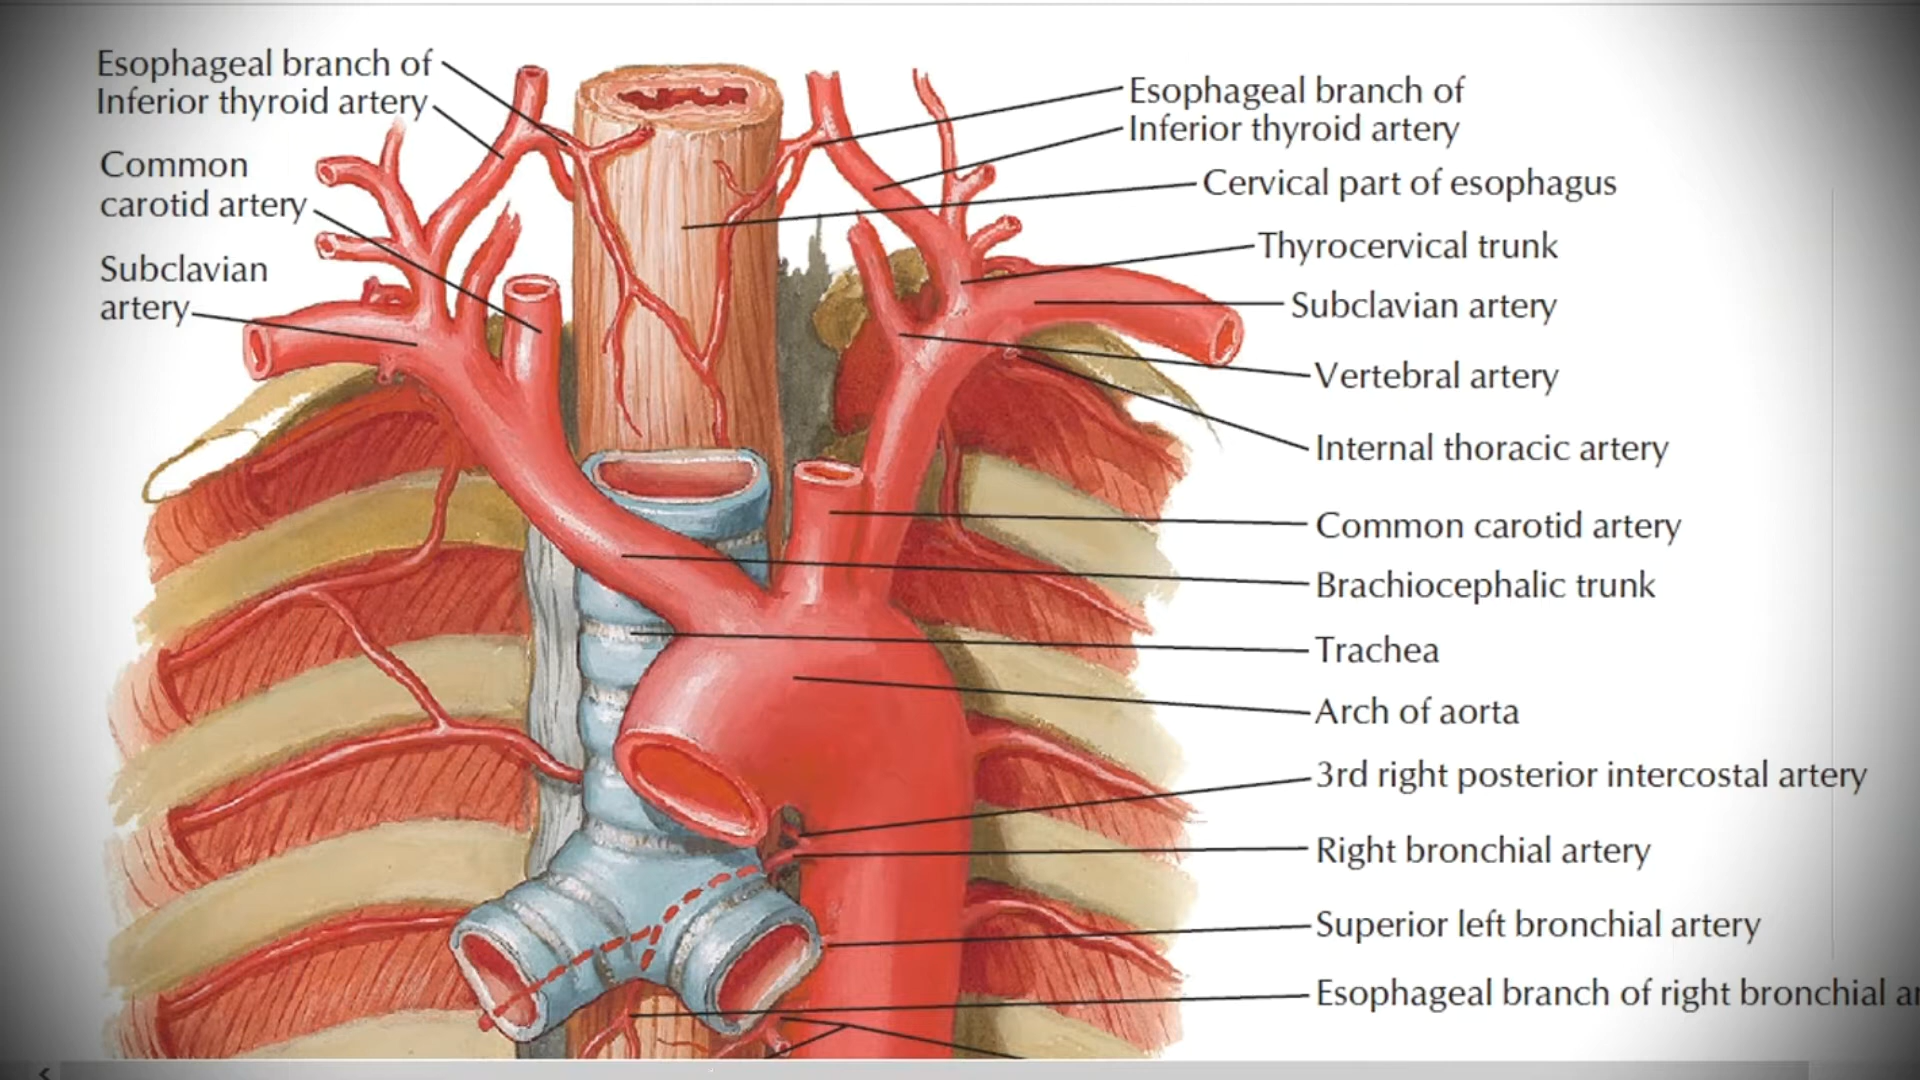 Esophageal branch of
Inferior thyroid artery
Common
carotid artery
Subclavian
artery
Esophageal branch of
Inferior thyroid artery
Cervical part of esophagus
Thyrocervical trunk
Subclavian artery
Vertebral artery
Internal thoracic artery
Common carotid artery
Brachiocephalic trunk
Trachea
Arch of aorta
3rd right posterior intercostal artery
Right bronchial artery
Superior left bronchial artery
Esophageal branch of right bronchial